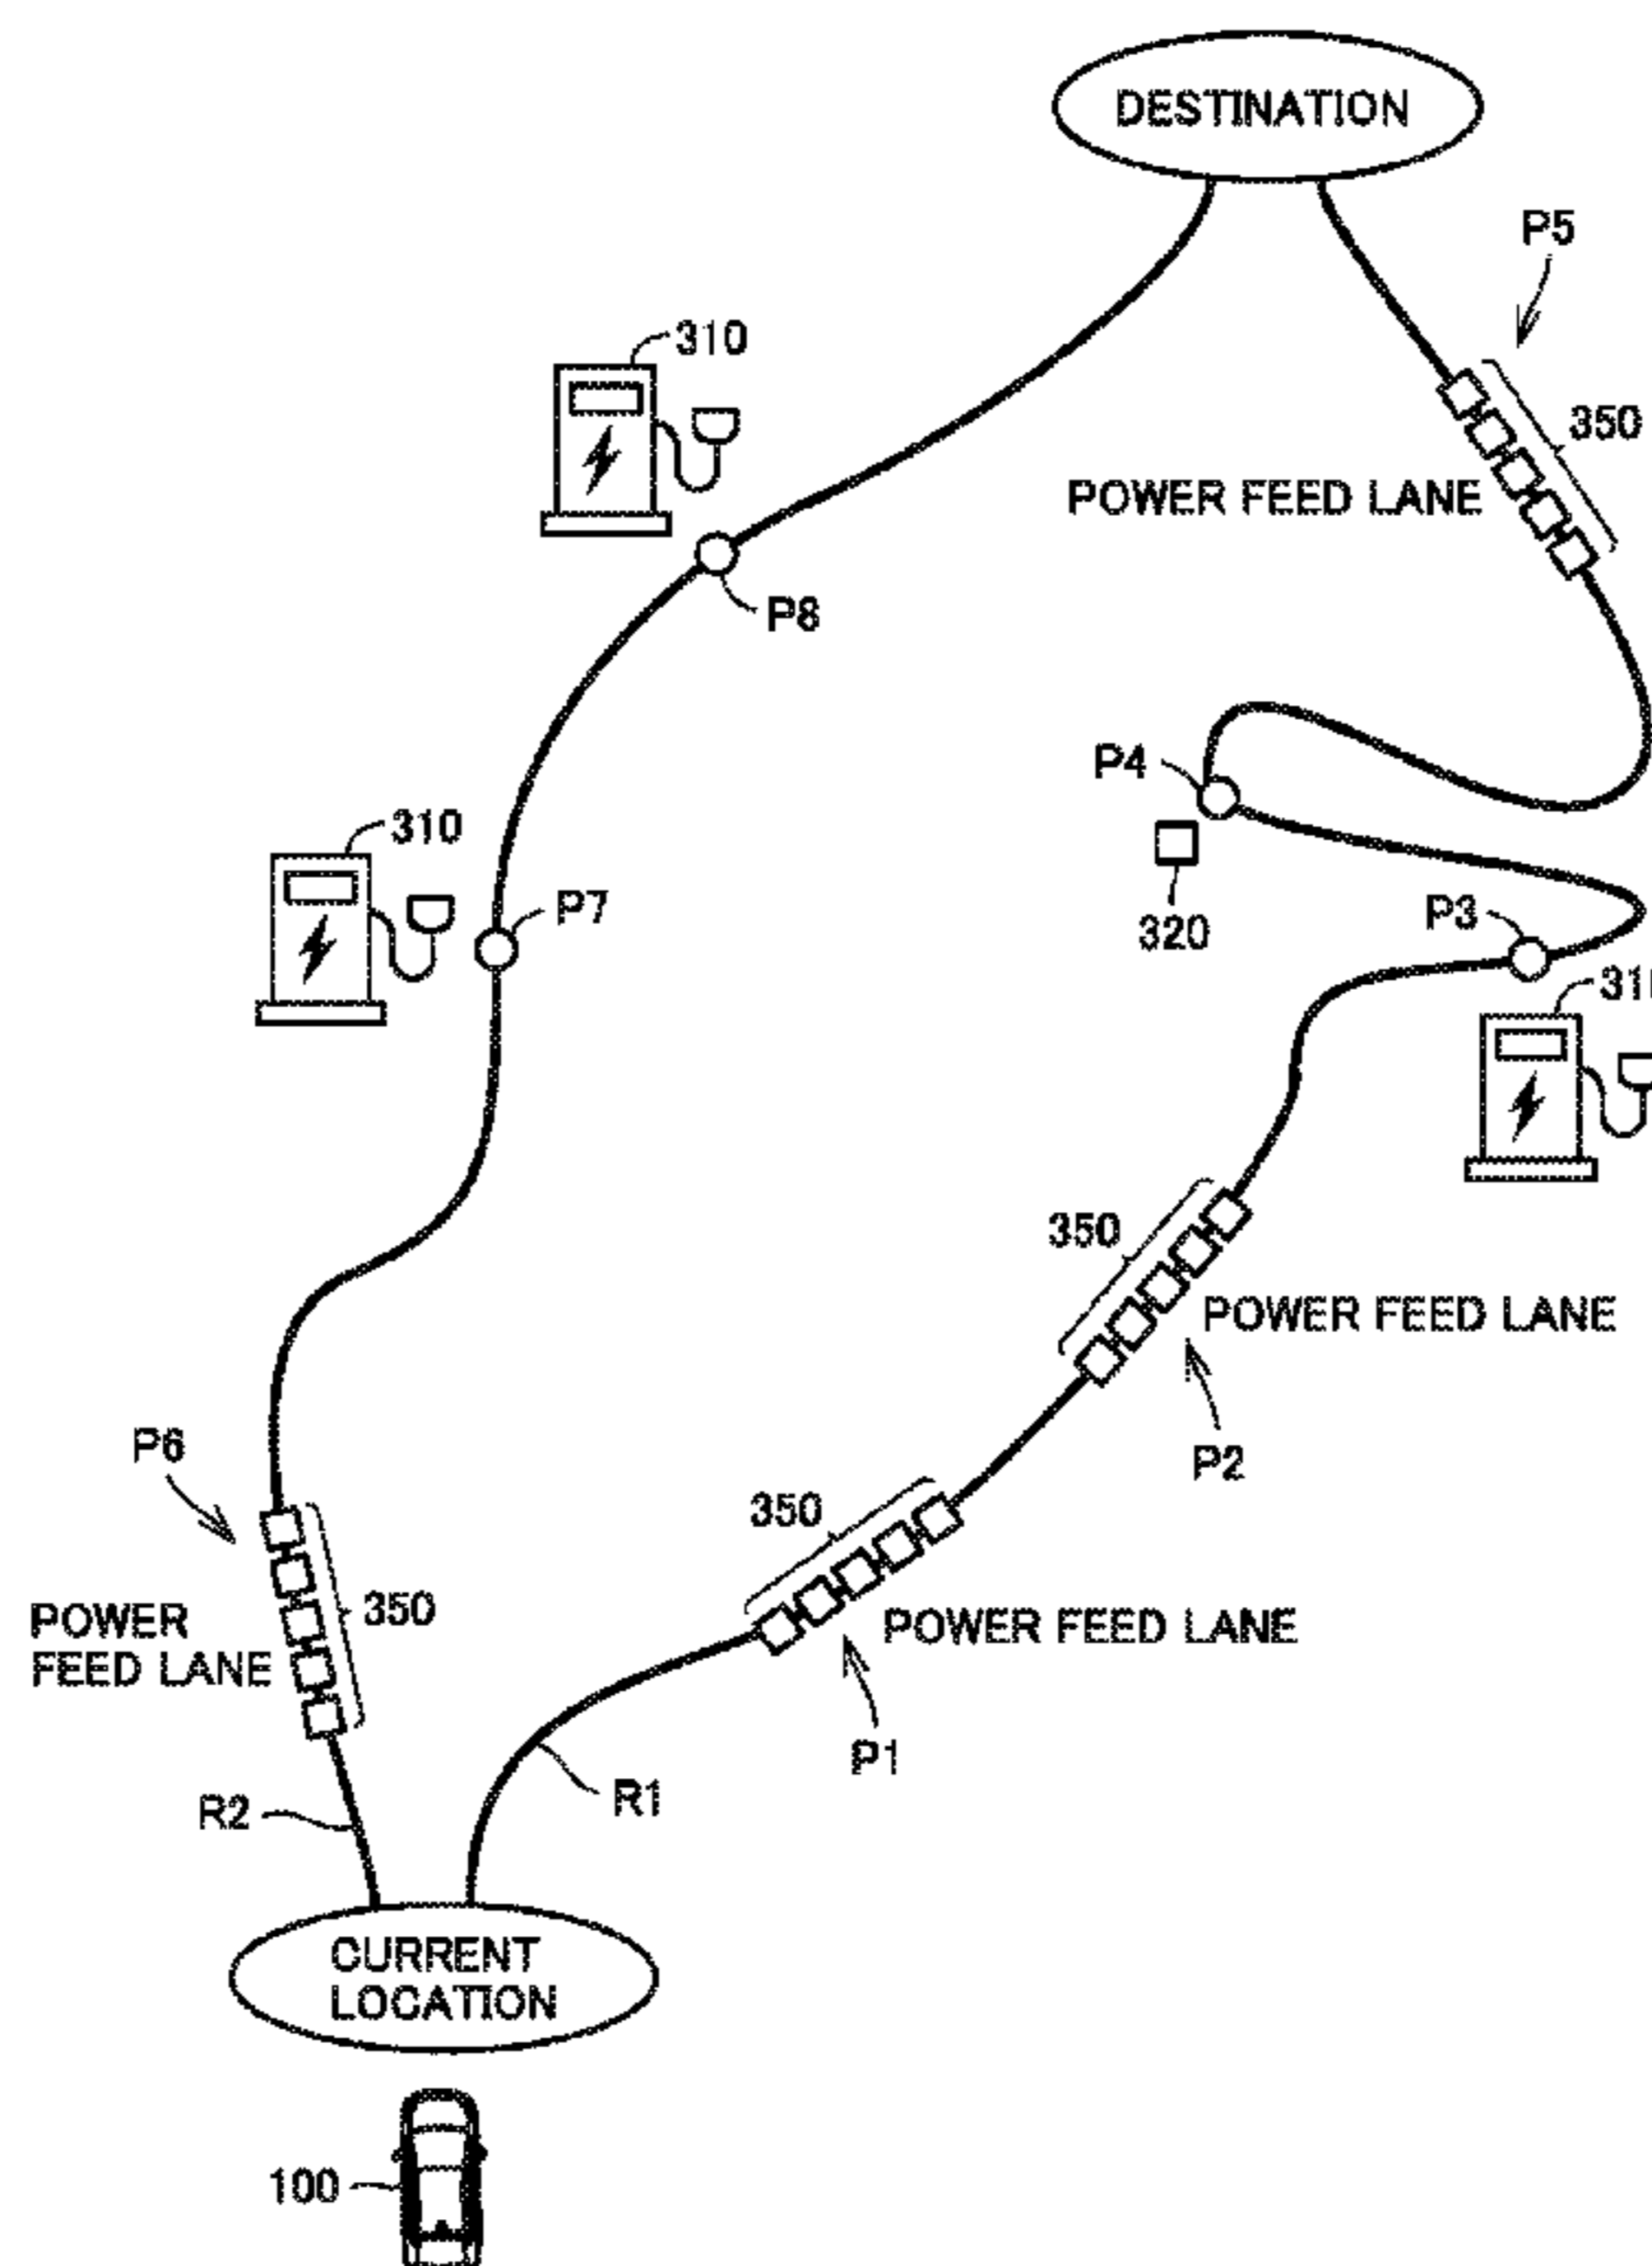 DESTINATION
P5
310
350
POWER FEED LANE
P8
P4
310
P7
P3
320
350
POWER FEED LANE
P6
P2
350
POWER
FEED LANE
350
POWER FEED LANE
P1
R1
R2
CURRENT
LOCATION
100